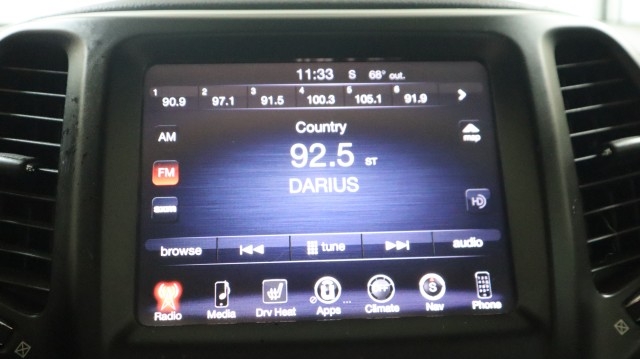 11:33 S 68° out.
1 2 3 4 5 6
90.9 97.1 91.5 100.3 105.1 91.9
AM
Country
map
92.5 ST
FM
DARIUS
HD
browse tune audio
S
OFF
Radio Media Drv Heat Apps Climate Nav Phone